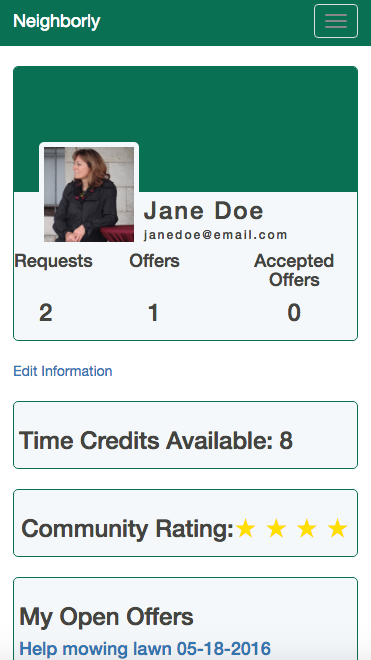 Neighborly
Jane Doe
janedoe@email.com
Requests Offers Accepted
Offers
2 1 0
Edit Information
Time Credits Available: 8
Community Rating:★ ★ ★ ★
My Open Offers
Help mowing lawn 05-18-2016